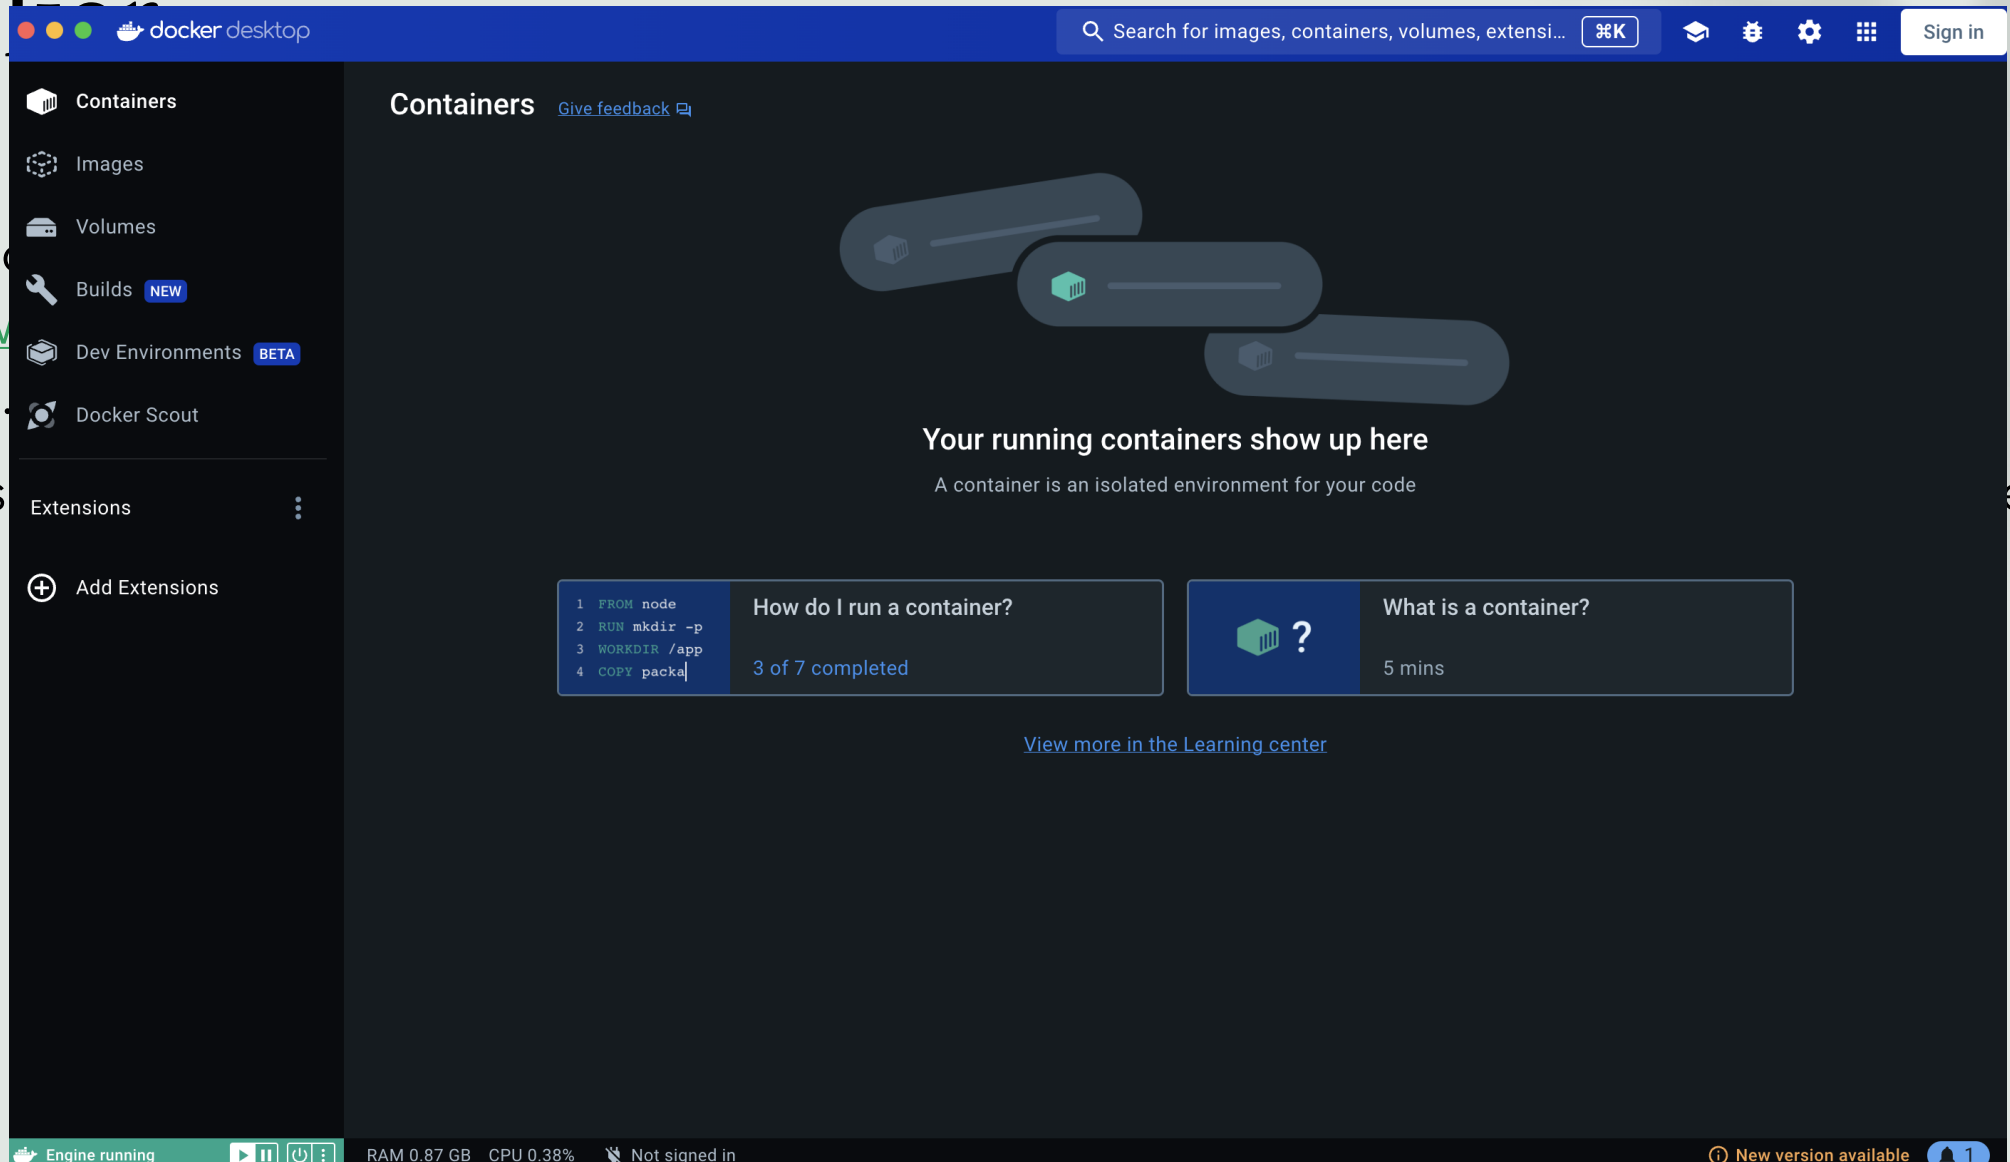 docker desktop
Search for images, containers, volumes, extensi... ⌘K
Sign in
Containers
Images
Volumes
Builds NEW
Dev Environments BETA
Docker Scout
Extensions
Add Extensions
Containers Give feedback
Your running containers show up here
A container is an isolated environment for your code
1 FROM node
2 RUN mkdir -p
3 WORKDIR /app
4 COPY packa
How do I run a container?
3 of 7 completed
?
What is a container?
5 mins
View more in the Learning center
Engine running
RAM 0.87 GB CPU 0.38% Not signed in
New version available 1